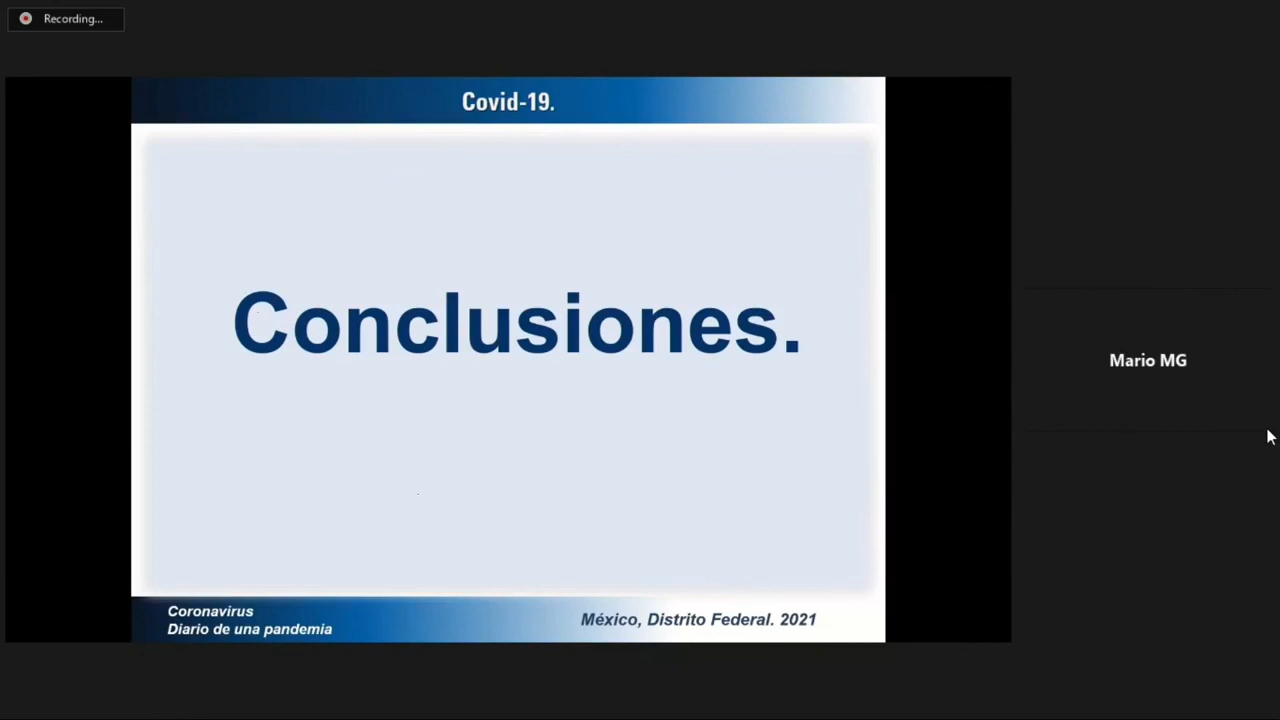 Recording...
Covid-19.
Conclusiones.
Mario MG
Coronavirus
Diario de una pandemia
México, Distrito Federal. 2021